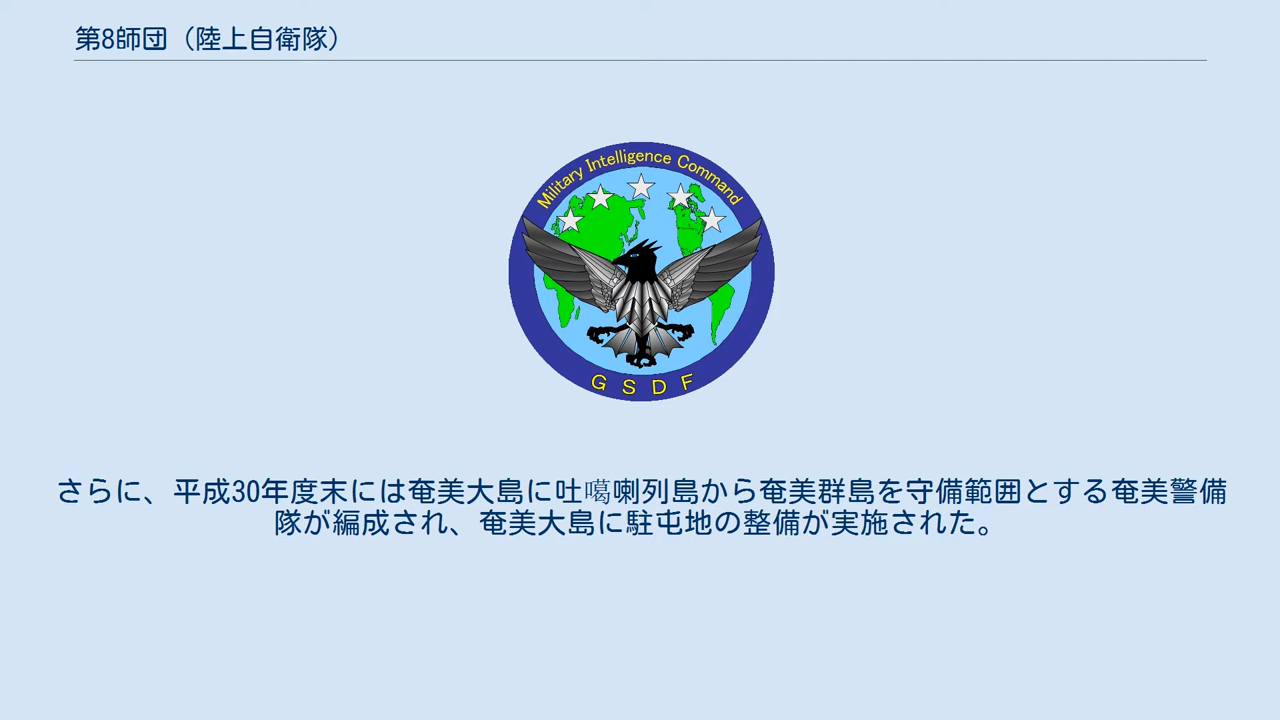 第8師団（陸上自衛隊）
Military Intelligence Command
GSDF
さらに、平成30年度末には奄美大島に吐噶喇列島から奄美群島を守備範囲とする奄美警備
隊が編成され、奄美大島に駐屯地の整備が実施された。